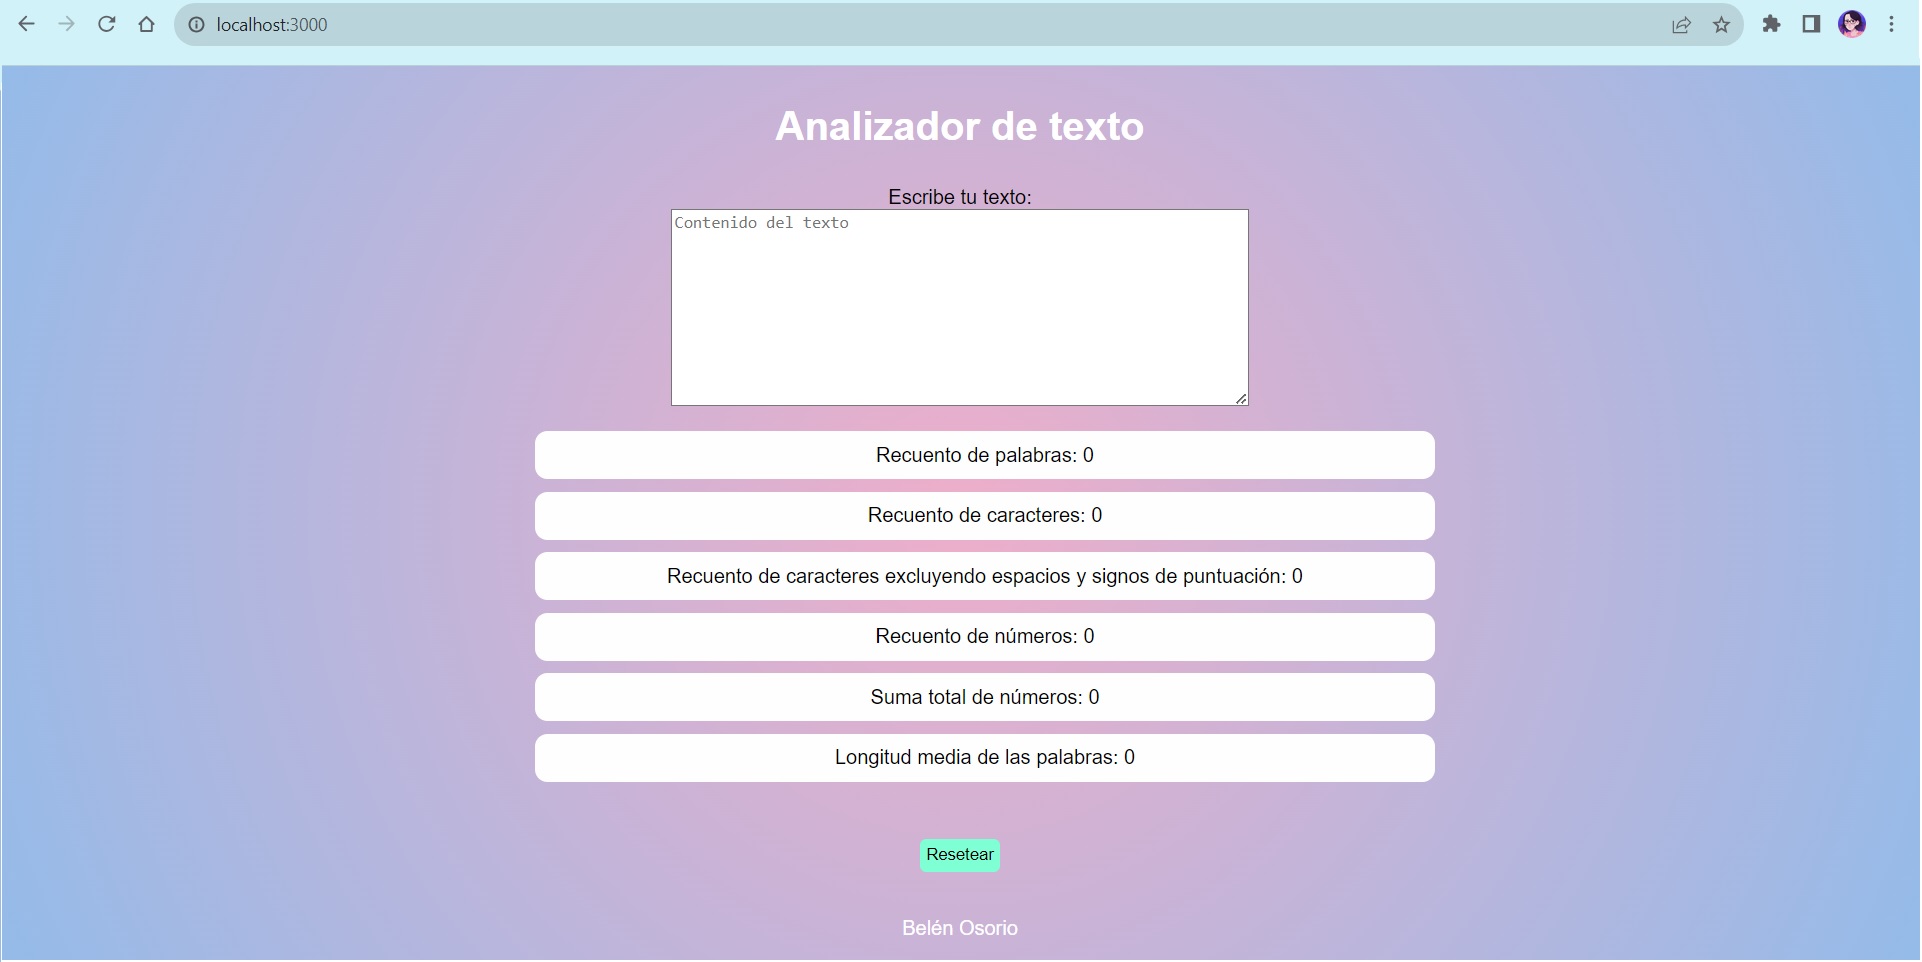 localhost:3000
Analizador de texto
Escribe tu texto:
Contenido del texto
Recuento de palabras: 0
Recuento de caracteres: 0
Recuento de caracteres excluyendo espacios y signos de puntuación: 0
Recuento de números: 0
Suma total de números: 0
Longitud media de las palabras: 0
Resetear
Belén Osorio